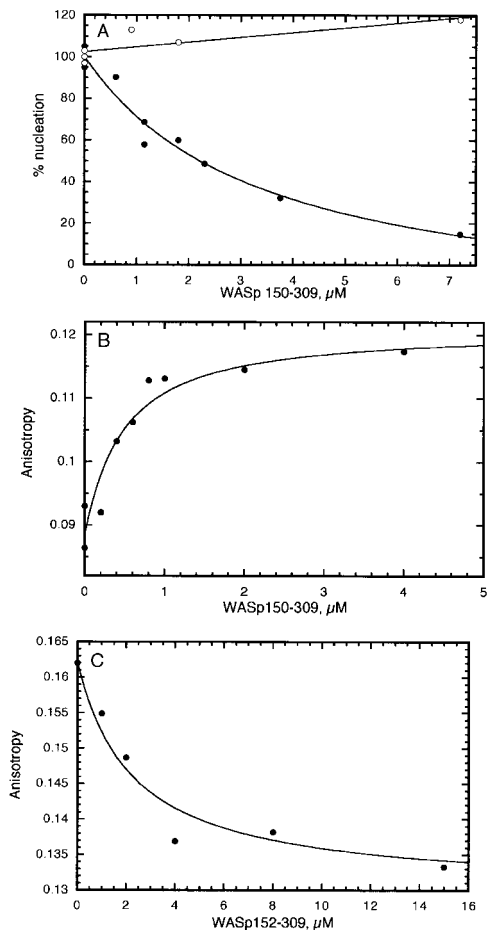 A
120
100
80
60
40
20
0
% nucleation
0 1 2 3 4 5 6 7
WASp 150-309, µM
B
0.12
0.11
0.1
0.09
Anisotropy
0 1 2 3 4 5
WASp150-309, µM
C
0.165
0.16
0.155
0.15
0.145
0.14
0.135
0.13
Anisotropy
0 2 4 6 8 10 12 14 16
WASp152-309, µM